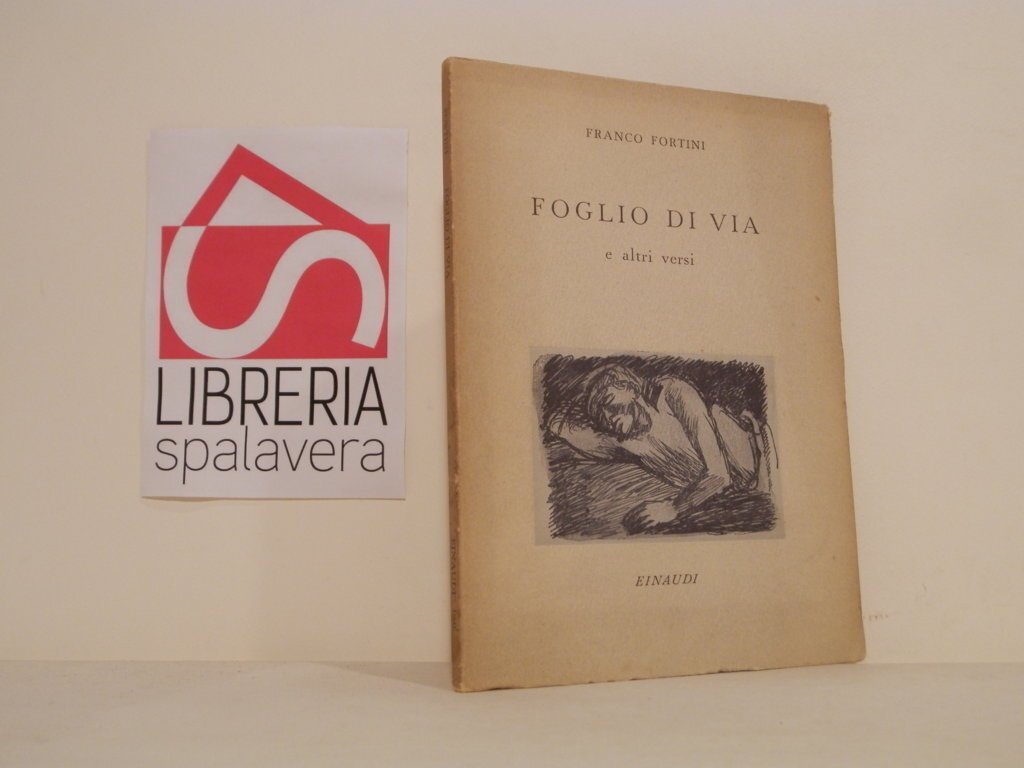 LIBRERIA
spalavera
FRANCO FORTINI
FOGLIO DI VIA
e altri versi
EINAUDI